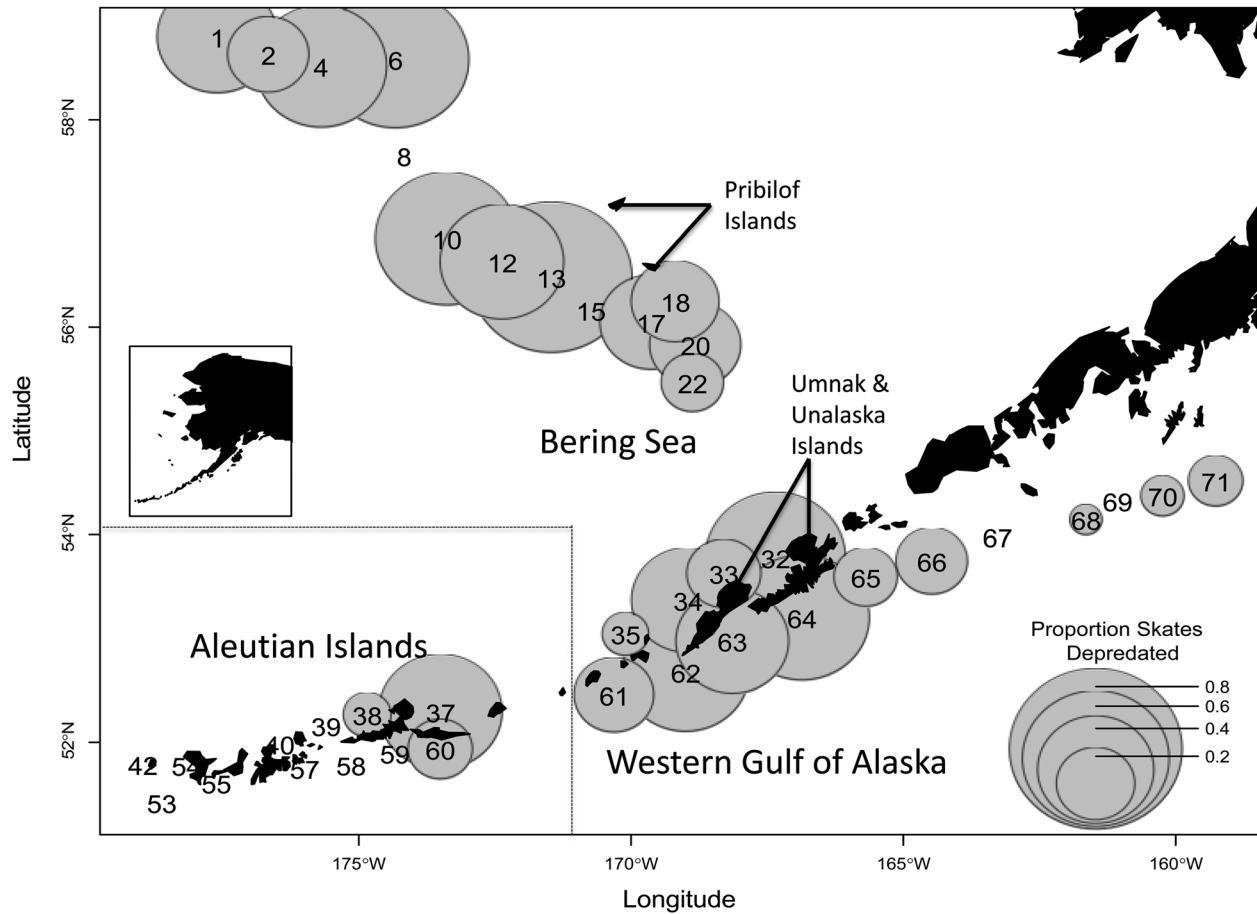 1
2
4
6
58°N
8
Pribilof
Islands
10
12
13
15
17
18
20
22
56°N
Umnak &
Unalaska
Islands
Latitude
Bering Sea
71
70
69
68
67
54°N
32
33
34
35
65
66
64
63
62
61
Proportion Skates
Depredated
0.8
0.6
0.4
0.2
Aleutian Islands
37
38
39
40
52°N
42
54
55
57
58
59
60
53
Western Gulf of Alaska
175°W
170°W
165°W
160°W
Longitude